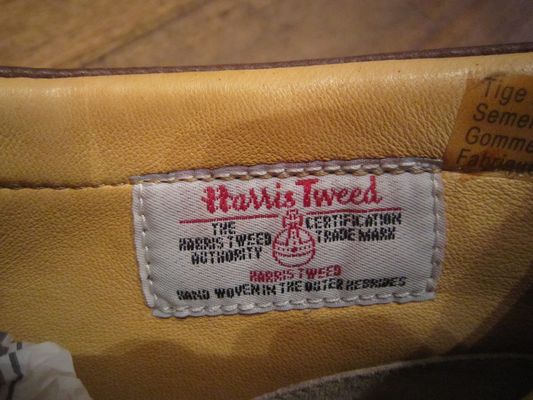 Harris Tweed
THE CERTIFICATION
HARRIS TWEED TRADE MARK
AUTHORITY
HARRIS TWEED
HAND WOVEN IN THE OUTER HEBRIDES
Tige
Semel
Gomme
Fabriqué